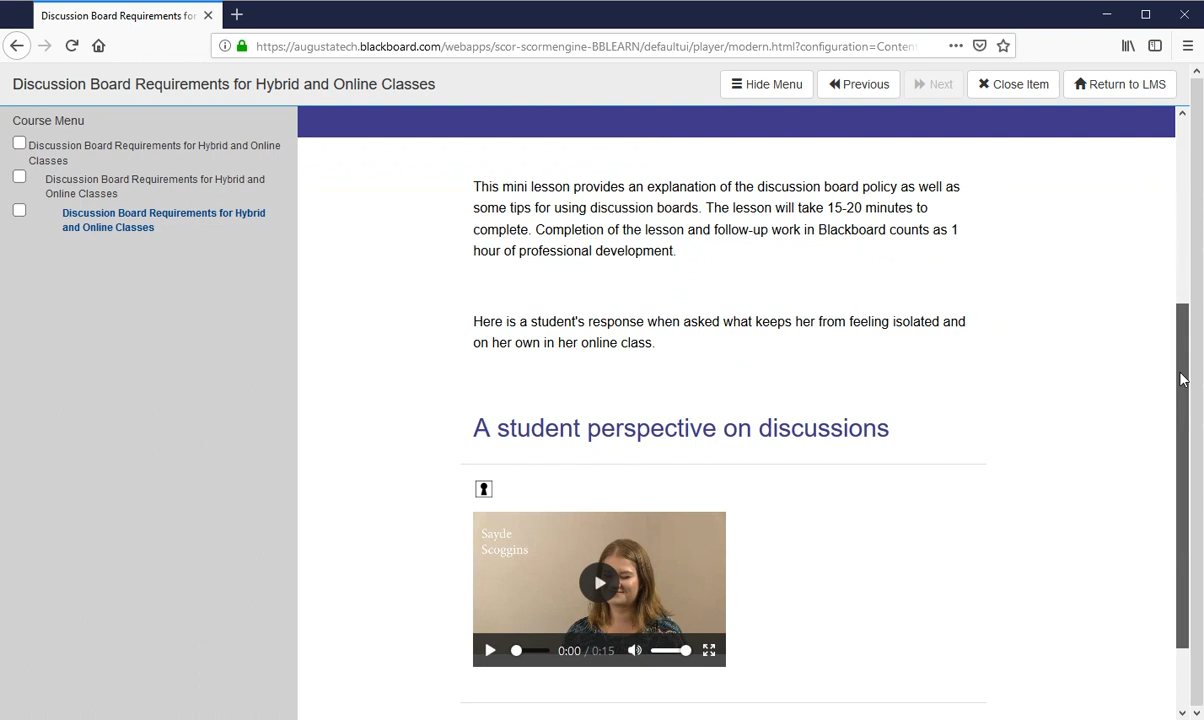 Discussion Board Requirements for
https://augustatech.blackboard.com/webapps/scor-scormengine-BBLEARN/defaultui/player/modern.html?configuration=Conten
Discussion Board Requirements for Hybrid and Online Classes
Hide Menu
Previous
Next
Close Item
Return to LMS
Course Menu
Discussion Board Requirements for Hybrid and Online
Classes
Discussion Board Requirements for Hybrid and
Online Classes
Discussion Board Requirements for Hybrid
and Online Classes
This mini lesson provides an explanation of the discussion board policy as well as
some tips for using discussion boards. The lesson will take 15-20 minutes to
complete. Completion of the lesson and follow-up work in Blackboard counts as 1
hour of professional development.
Here is a student's response when asked what keeps her from feeling isolated and
on her own in her online class.
A student perspective on discussions
Sayde
Scoggins
0:00 / 0:15